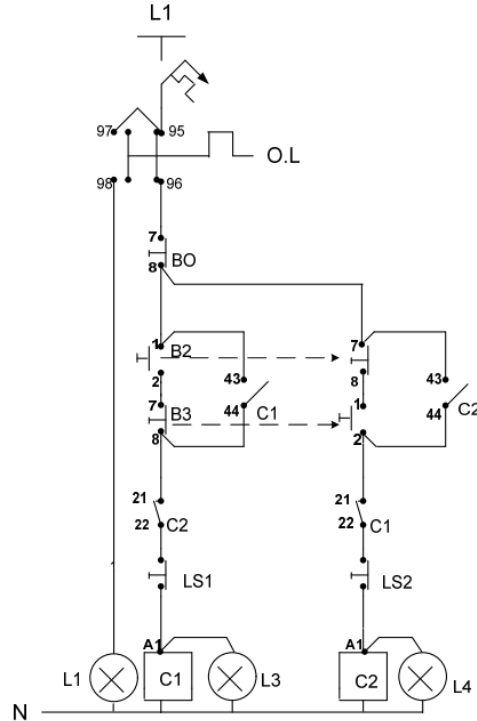 L1
97 95
O.L
98 96
7
BO
8
1 B2 7
2 43 8 43
7 44 1 44
B3 C1 C2
8 2
21 21
22 C2 22 C1
LS1 LS2
A1 A1
L1 C1 L3 C2 L4
N